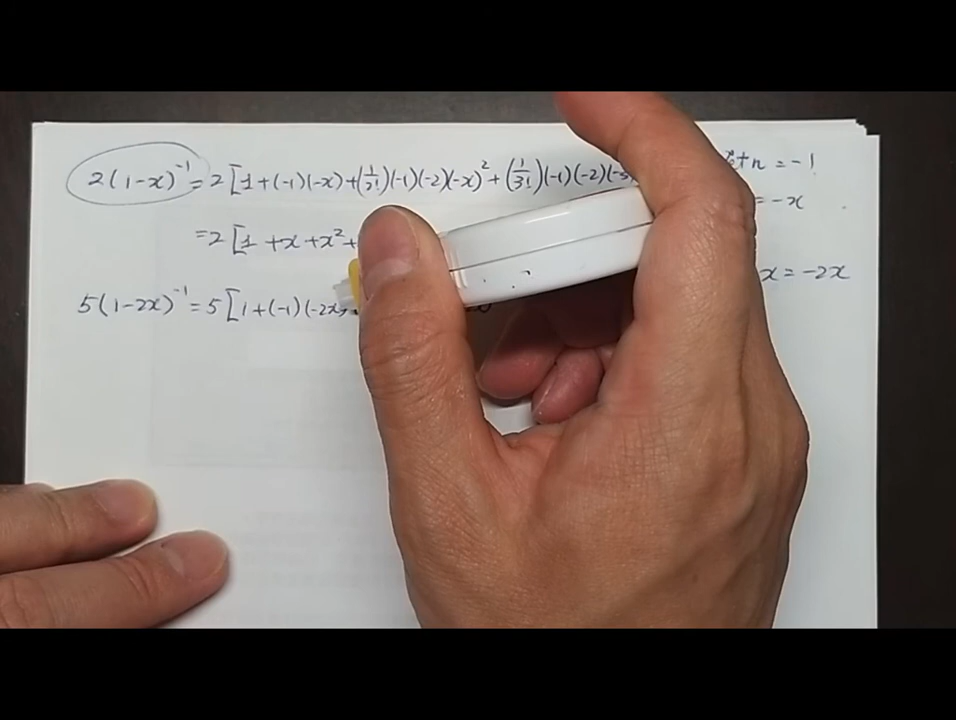 2(1-x)⁻¹ = 2[1+(-1)(-x)+(1/2!)(-1)(-2)(-x)²+(1/3!)(-1)(-2)(-3 n = -1
= 2[1+x+x²+ = -x
x = -2x
5(1-2x)⁻¹ = 5[1+(-1)(-2x)